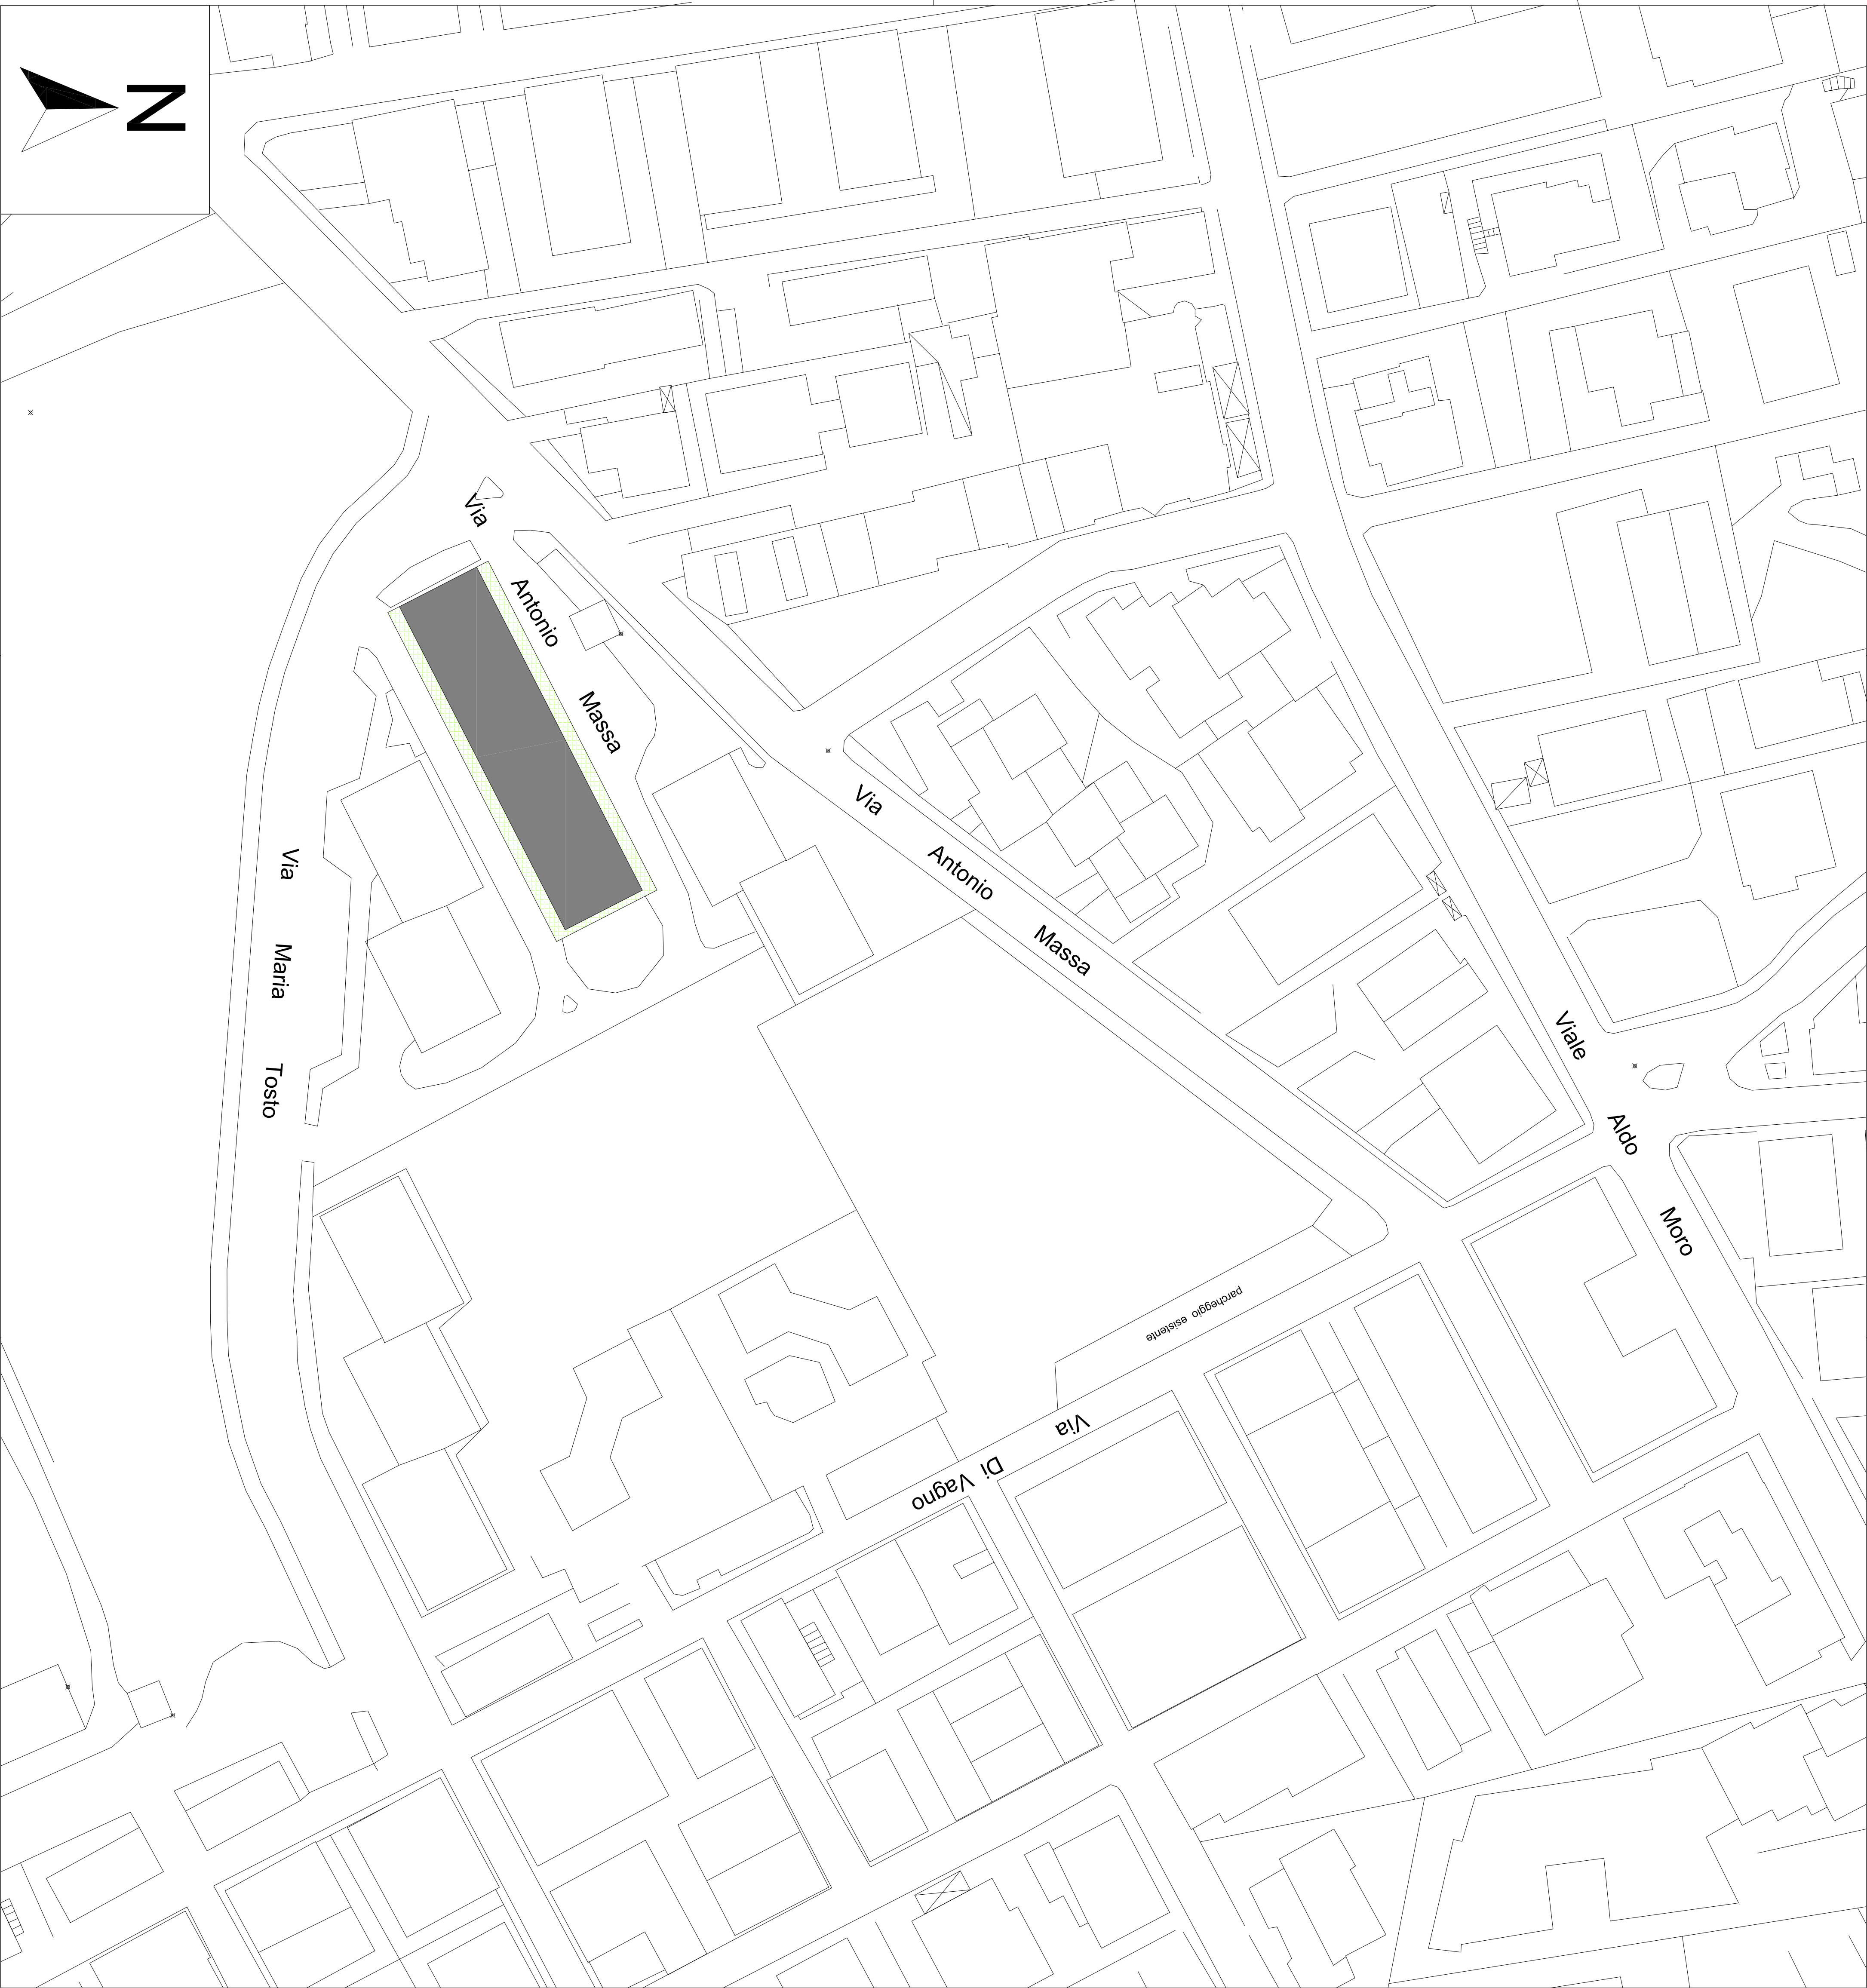 N
Via Antonio Massa
Via Antonio Massa
Via Maria Tosto
Viale Aldo Moro
parcheggio esistente
Via Di Vagno